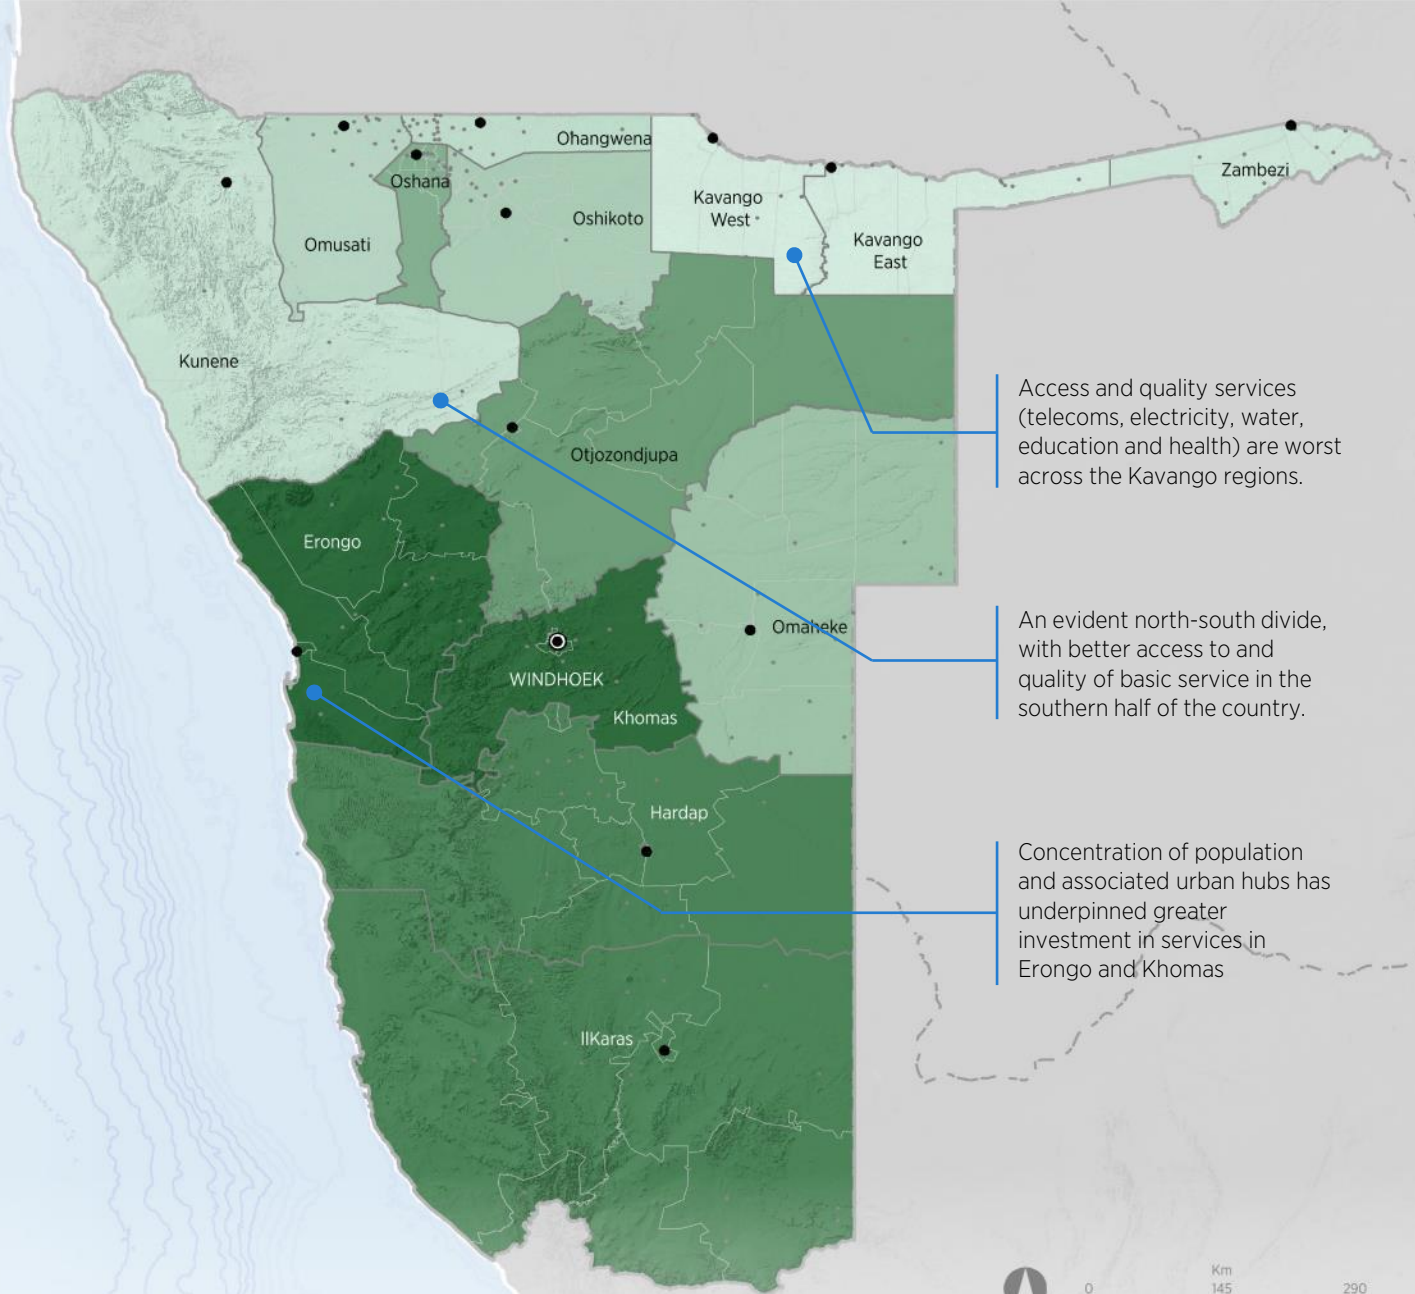 Ohangwena
Oshana
Zambezi
Kavango
West
Oshikoto
Omusati
Kavango
East
Kunene
Access and quality services
(telecoms, electricity, water,
education and health) are worst
across the Kavango regions.
Otjozondjupa
Erongo
An evident north-south divide,
with better access to and
quality of basic service in the
southern half of the country.
Omaheke
WINDHOEK
Khomas
Hardap
Concentration of population
and associated urban hubs has
underpinned greater
investment in services in
Erongo and Khomas
IIKaras
Km
0 145 290